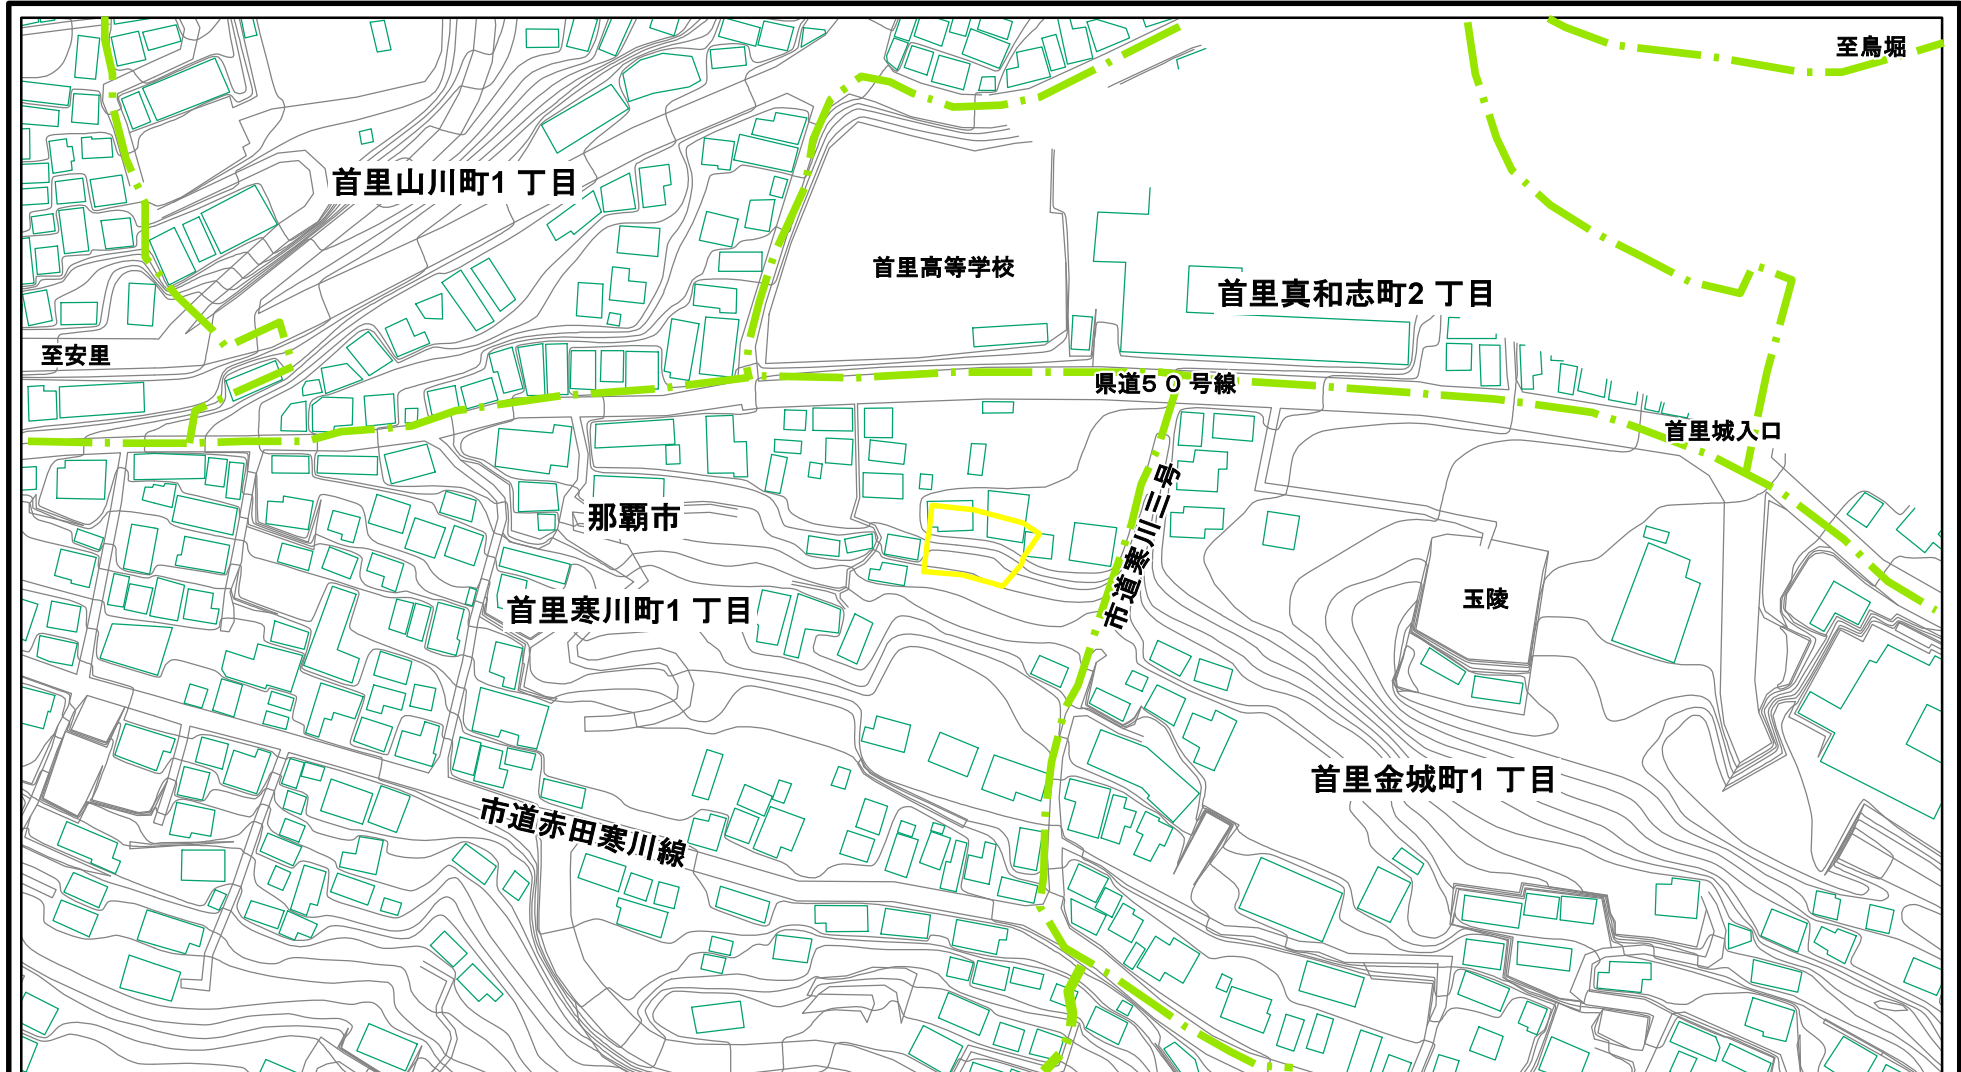 至鳥堀
首里山川町1 丁目
首里高等学校
首里真和志町2 丁目
至安里
県道5 0 号線
首里城入口
市道寒川三号
那覇市
首里寒川町1 丁目
玉陵
首里金城町1 丁目
市道赤田寒川線